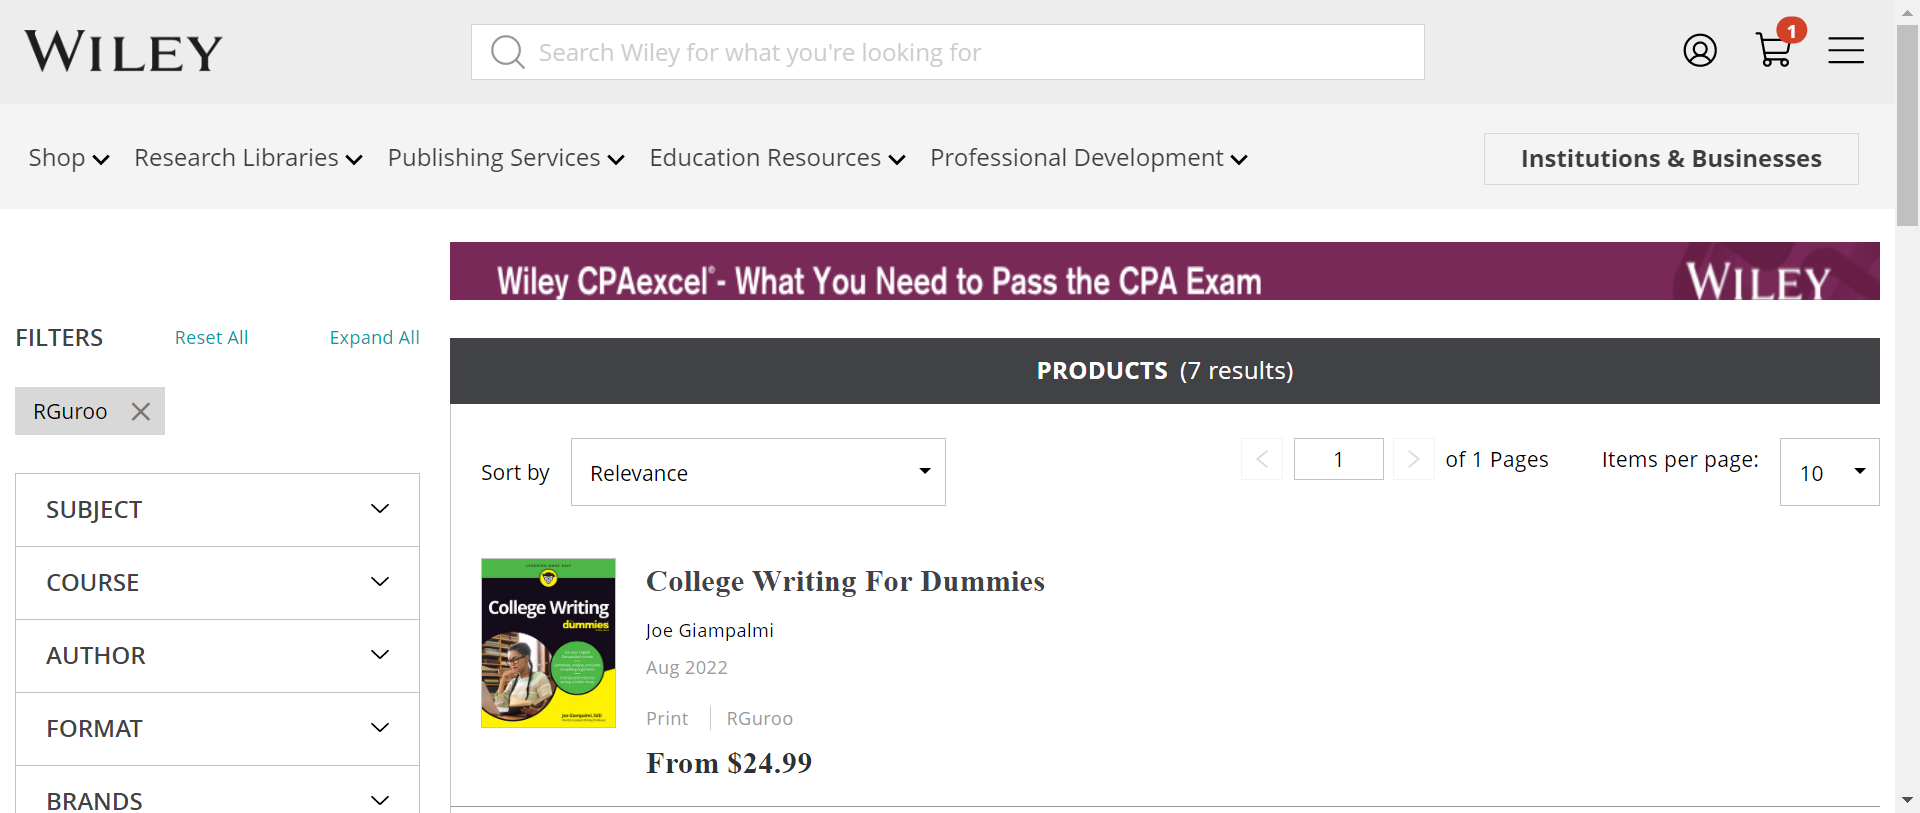 WILEY
Search Wiley for what you're looking for
1
Shop
Research Libraries
Publishing Services
Education Resources
Professional Development
Institutions & Businesses
Wiley CPAexcel® - What You Need to Pass the CPA Exam
WILEY
FILTERS
Reset All
Expand All
RGuroo
SUBJECT
COURSE
AUTHOR
FORMAT
BRANDS
PRODUCTS (7 results)
Sort by
Relevance
1
of 1 Pages
Items per page:
10
College Writing
dummies
College Writing For Dummies
Joe Giampalmi
Aug 2022
Print
RGuroo
From $24.99